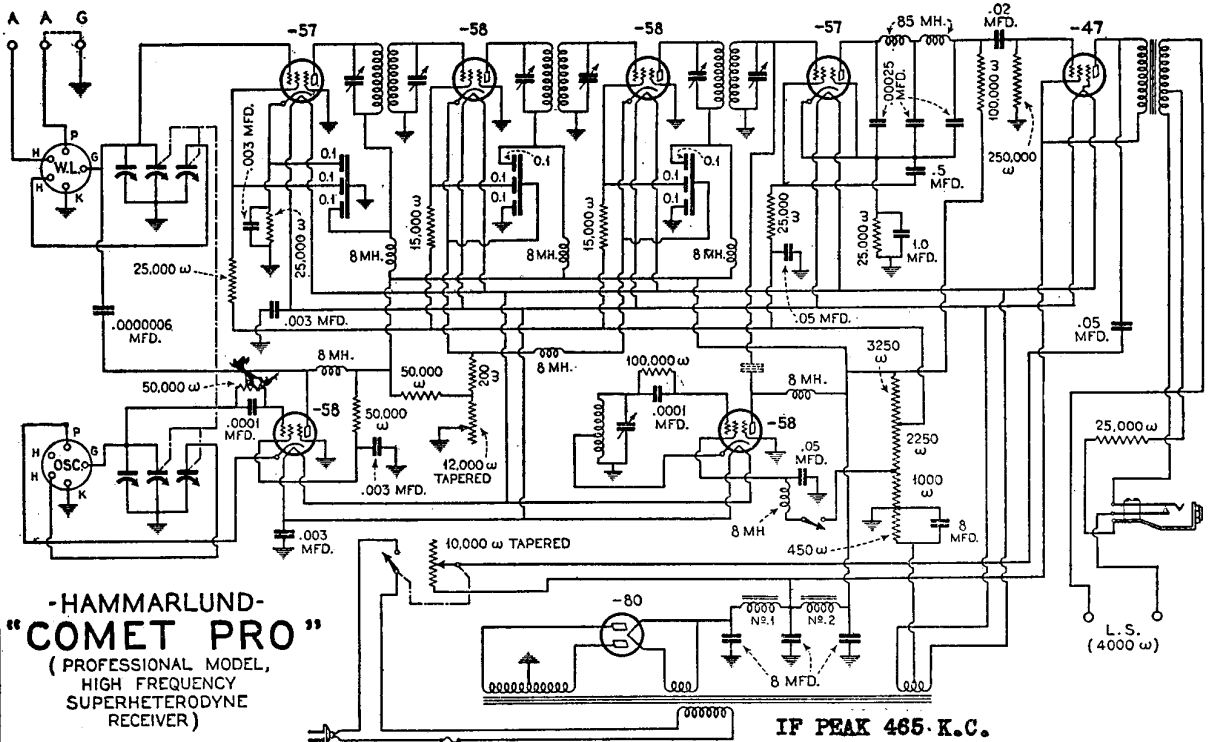 A A G
-57
-58
-58
-57
85 MH.
.02 MFD.
-47
P
H
W.L.
G
H
K
.003 MFD.
0.1
0.1
0.1
25,000 ω
25,000 ω
15,000 ω
0.1
0.1
0.1
8 MH.
8 MH.
15,000 ω
0.1
0.1
0.1
8 MH.
.00025 MFD.
100,000 ω
250,000 ω
.5 MFD.
25,000 ω
25,000 ω
1.0 MFD.
.05 MFD.
.0000006 MFD.
.003 MFD.
8 MH.
50,000 ω
.0001 MFD.
-58
50,000 ω
50,000 ω
.003 MFD.
200 ω
12,000 ω TAPERED
8 MH.
100,000 ω
.0001 MFD.
-58
8 MH.
.05 MFD.
8 MH
3250 ω
2250 ω
1000 ω
450 ω
8 MFD.
.05 MFD.
25,000 ω
P
H
H
OSC.
G
K
.003 MFD.
10,000 ω TAPERED
-80
Nº.1
Nº.2
8 MFD.
L.S.
(4000 ω)
-HAMMARLUND-
"COMET PRO"
(PROFESSIONAL MODEL,
HIGH FREQUENCY
SUPERHETERODYNE
RECEIVER)
IF PEAK 465 K.C.